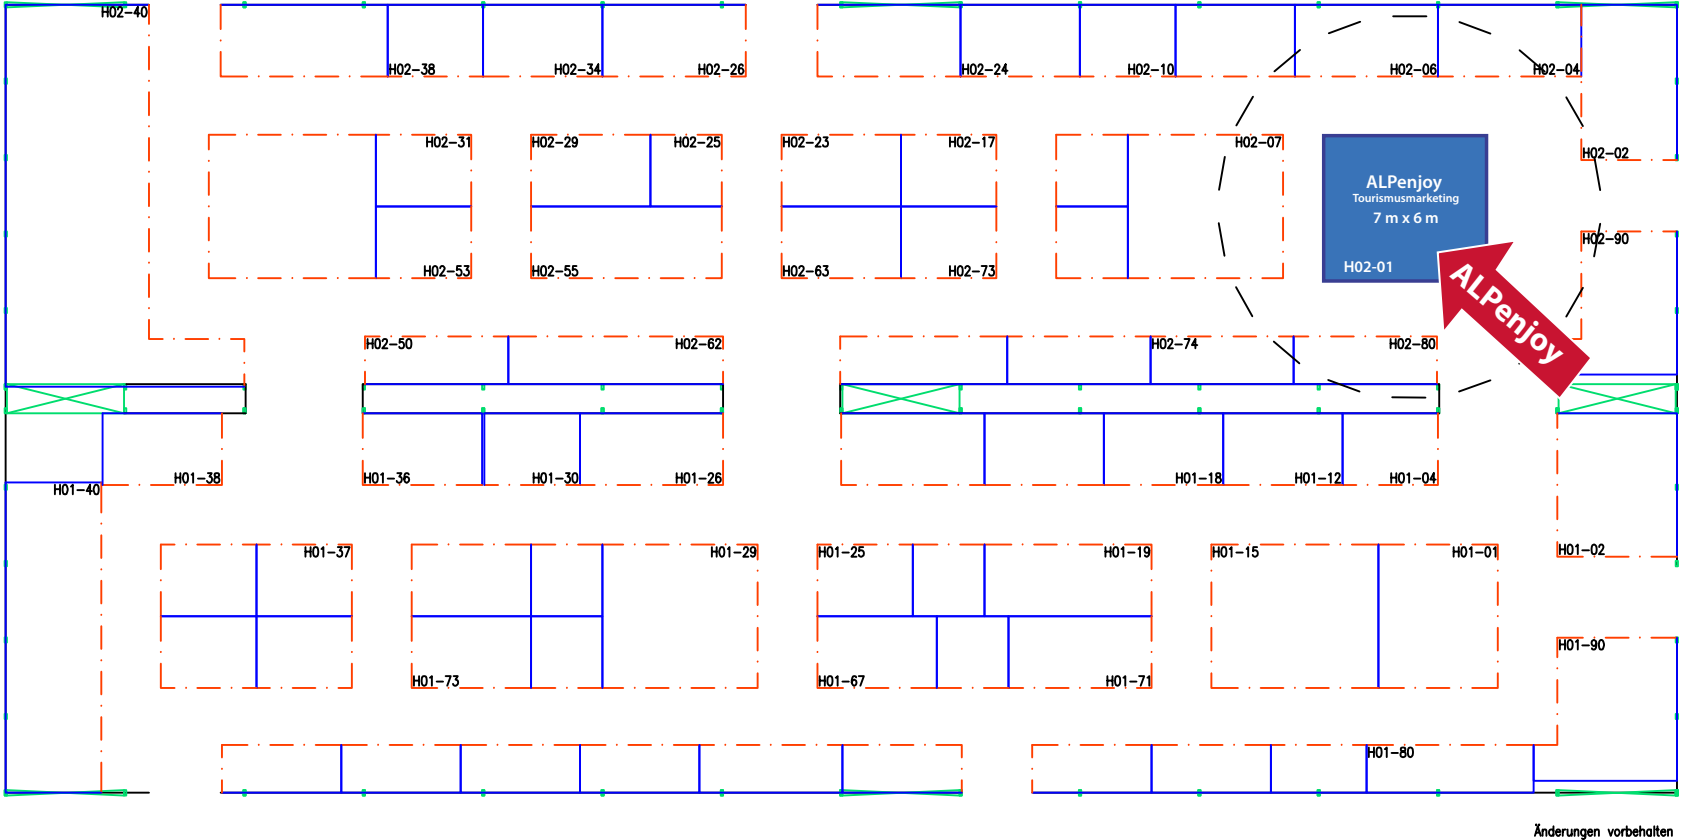 H02-40
H02-38
H02-34
H02-26
H02-24
H02-10
H02-06
H02-04
H02-31
H02-29
H02-25
H02-23
H02-17
H02-07
H02-02
ALPenjoy
Tourismusmarketing
7 m x 6 m
H02-01
H02-90
H02-53
H02-55
H02-63
H02-73
ALPenjoy
H02-50
H02-62
H02-74
H02-80
H01-40
H01-38
H01-36
H01-30
H01-26
H01-18
H01-12
H01-04
H01-37
H01-29
H01-25
H01-19
H01-15
H01-01
H01-02
H01-90
H01-73
H01-67
H01-71
H01-80
Änderungen vorbehalten